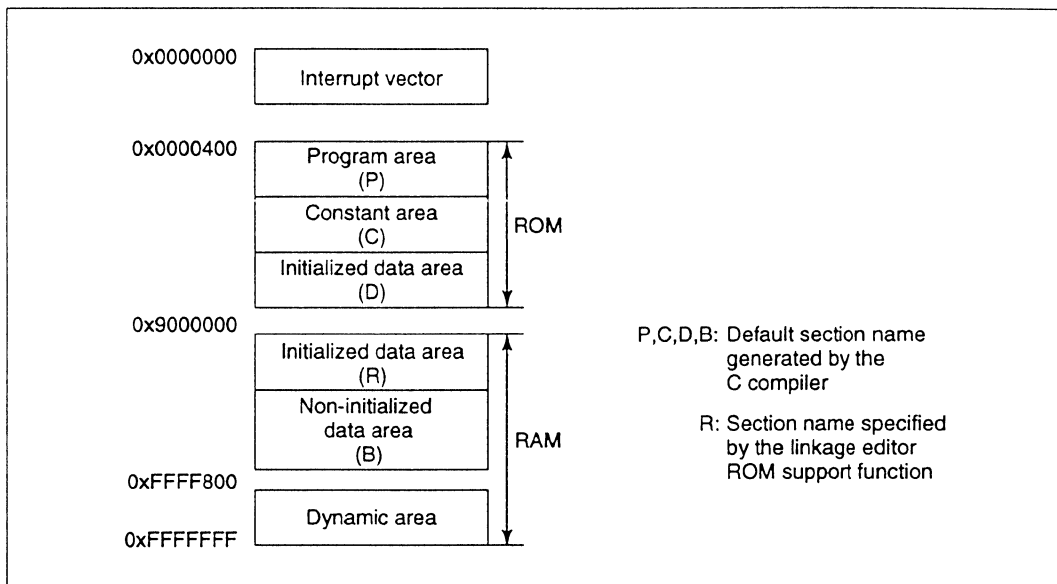 0x0000000
Interrupt vector
0x0000400
Program area
(P)
Constant area
(C)
Initialized data area
(D)
ROM
0x9000000
Initialized data area
(R)
Non-initialized
data area
(B)
RAM
0xFFFF800
Dynamic area
0xFFFFFFF
P,C,D,B: Default section name
generated by the
C compiler
R: Section name specified
by the linkage editor
ROM support function